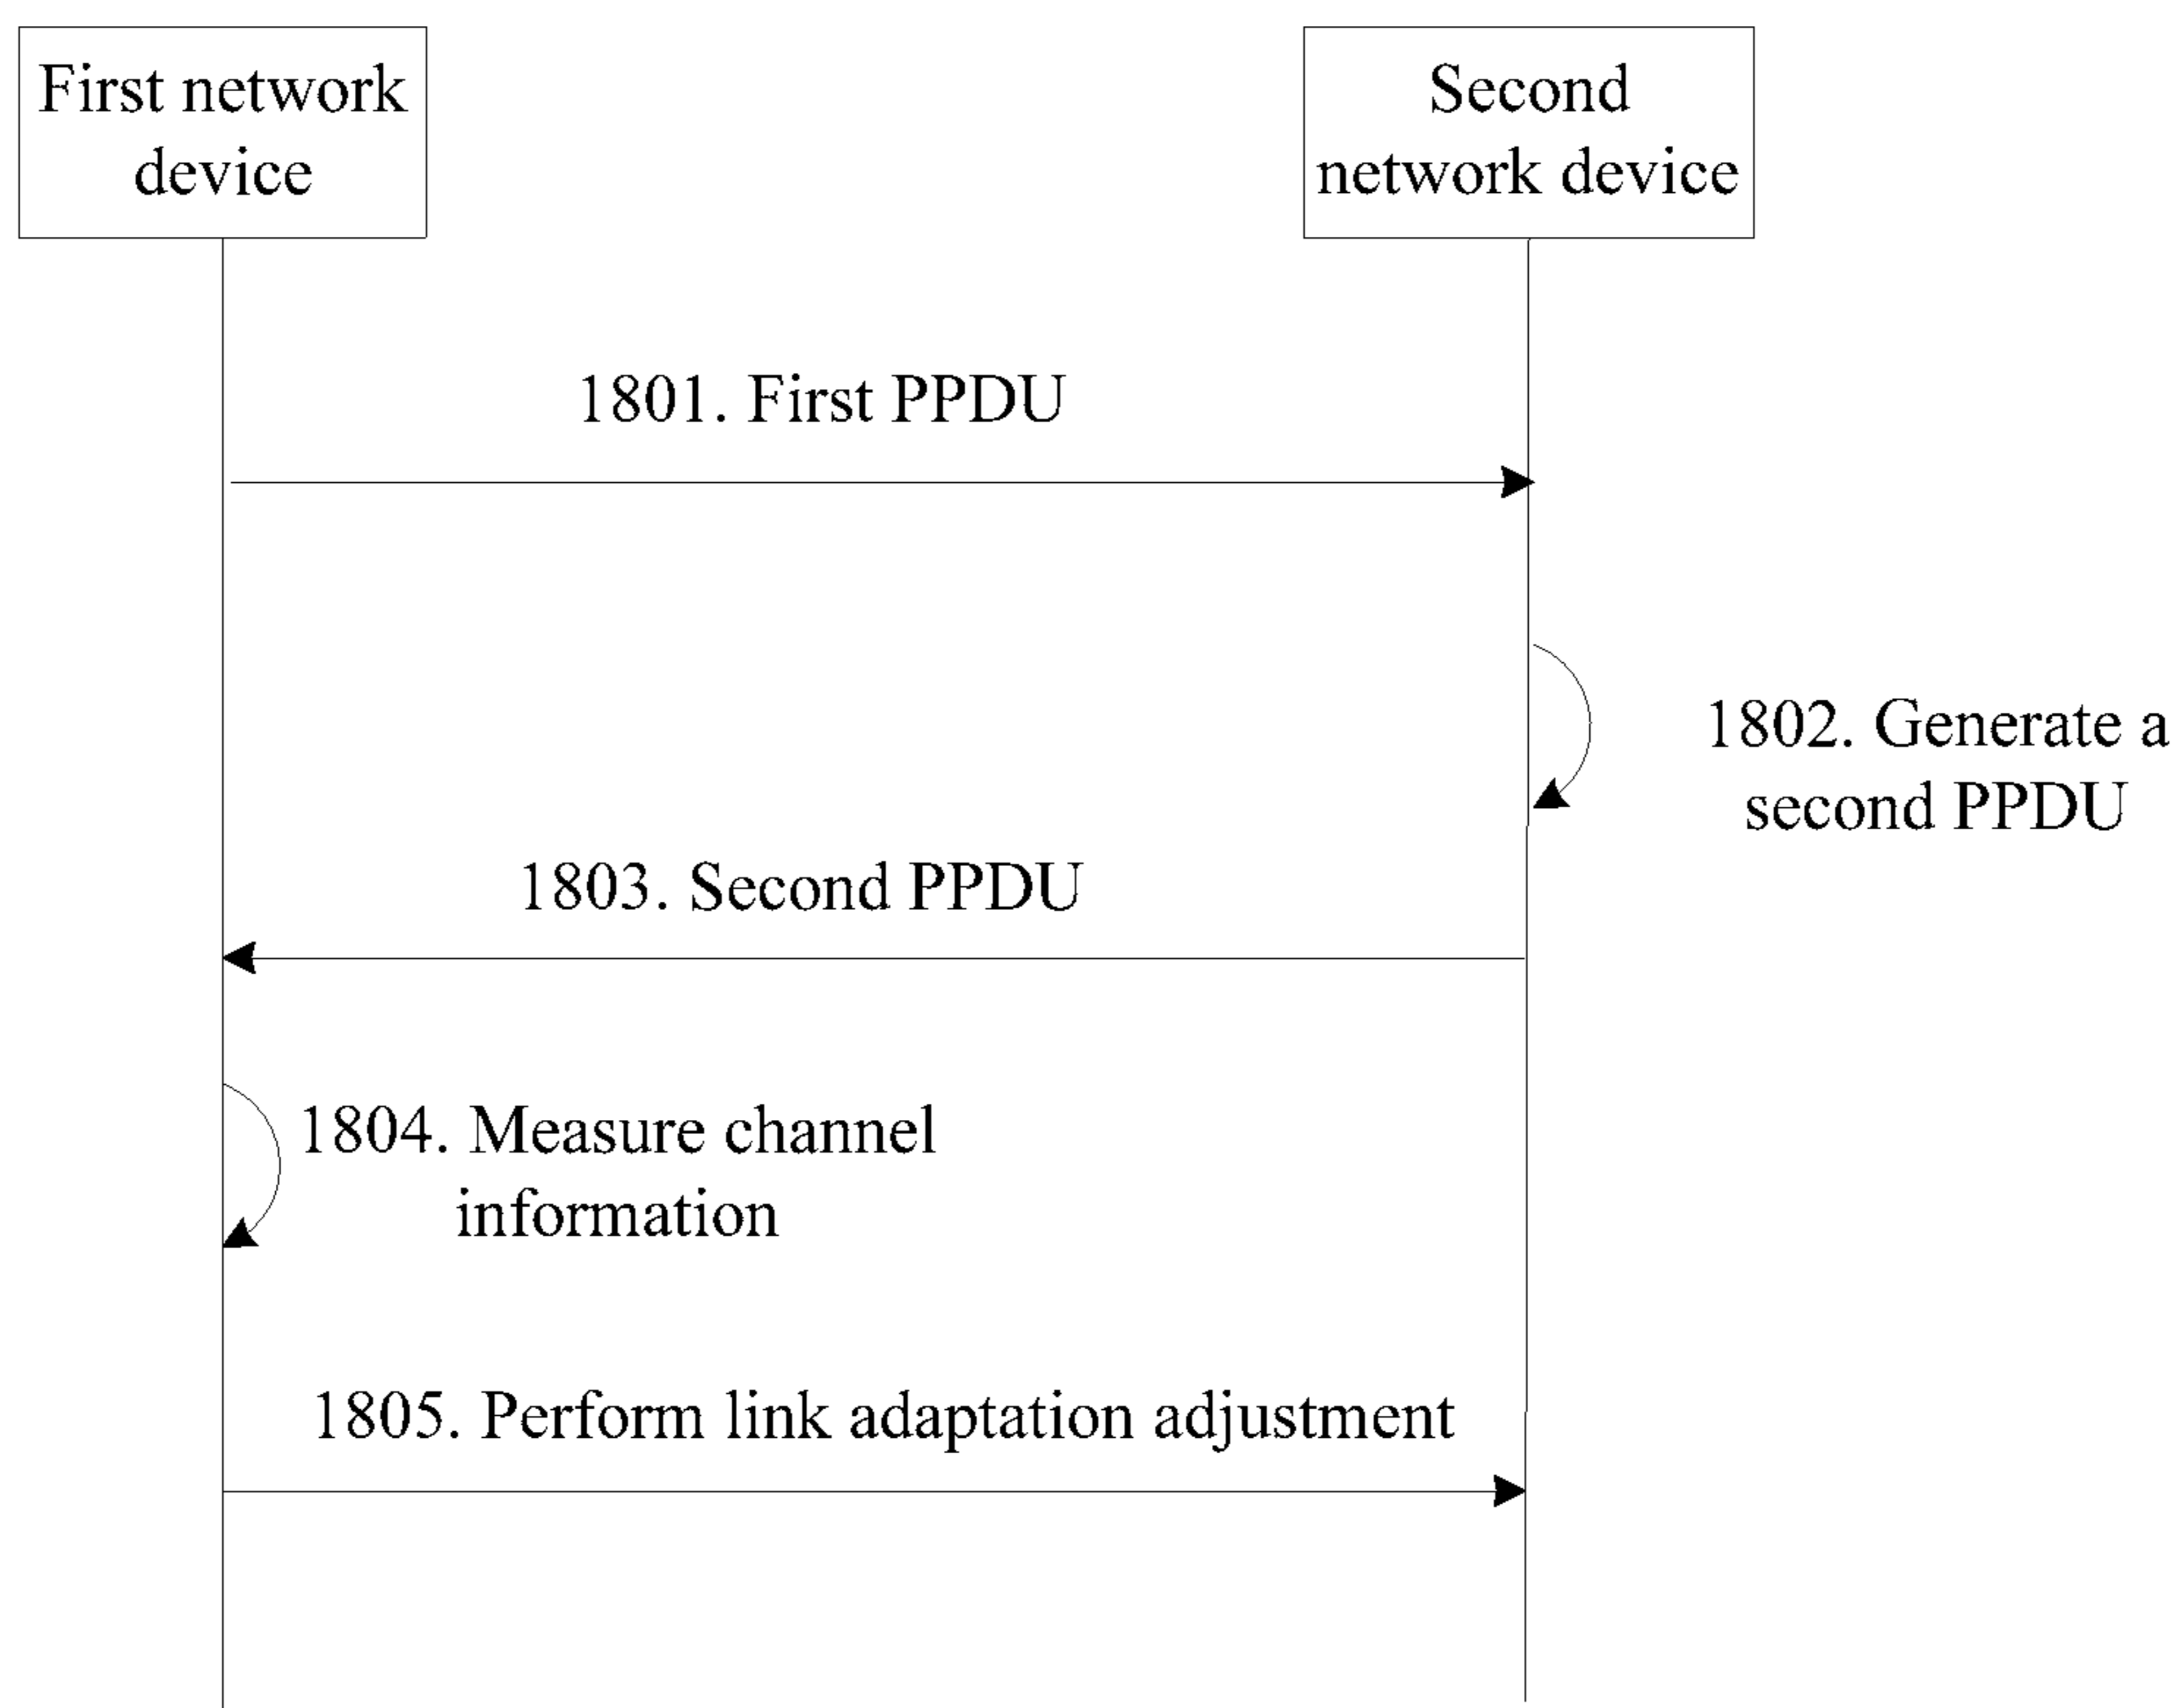 First network
device
Second
network device
1801. First PPDU
1802. Generate a
second PPDU
1803. Second PPDU
1804. Measure channel
information
1805. Perform link adaptation adjustment